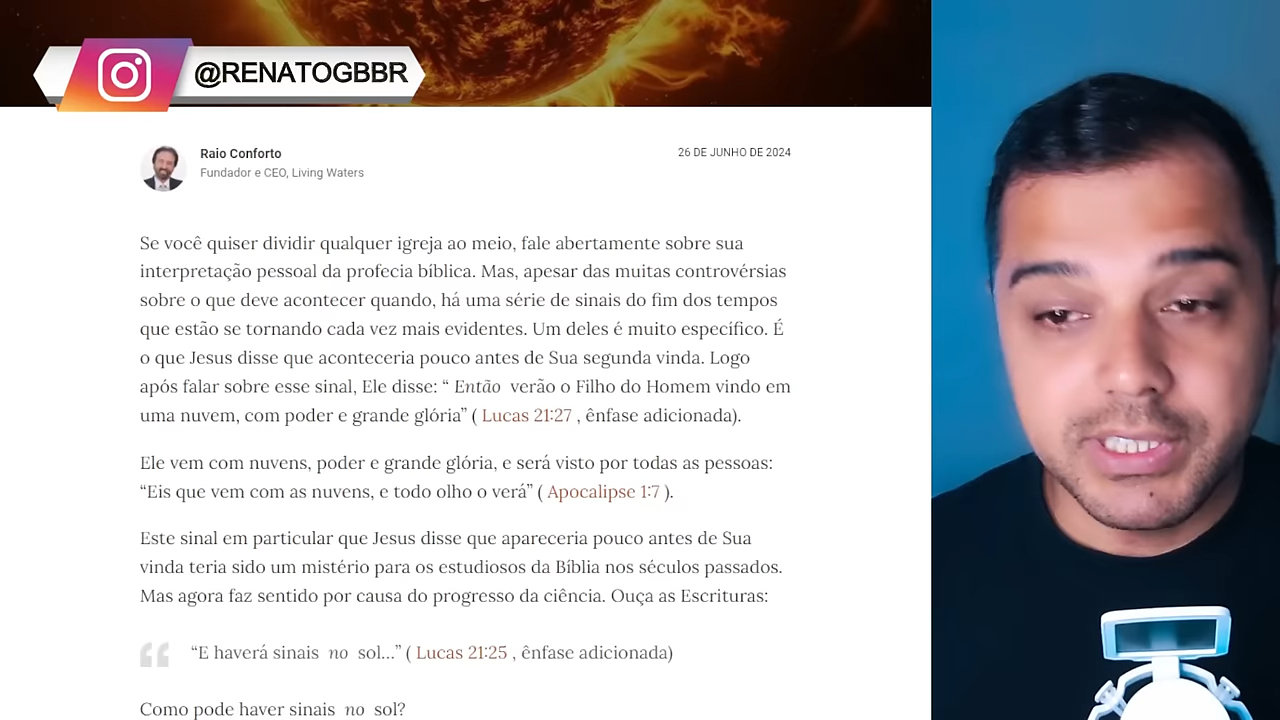 @RENATOGBBR
Raio Conforto
26 DE JUNHO DE 2024
Fundador e CEO, Living Waters
Se você quiser dividir qualquer igreja ao meio, fale abertamente sobre sua
interpretação pessoal da profecia bíblica. Mas, apesar das muitas controvérsias
sobre o que deve acontecer quando, há uma série de sinais do fim dos tempos
que estão se tornando cada vez mais evidentes. Um deles é muito específico. É
o que Jesus disse que aconteceria pouco antes de Sua segunda vinda. Logo
após falar sobre esse sinal, Ele disse: “ Então verão o Filho do Homem vindo em
uma nuvem, com poder e grande glória” ( Lucas 21:27 , ênfase adicionada).
Ele vem com nuvens, poder e grande glória, e será visto por todas as pessoas:
“Eis que vem com as nuvens, e todo olho o verá” ( Apocalipse 1:7 ).
Este sinal em particular que Jesus disse que apareceria pouco antes de Sua
vinda teria sido um mistério para os estudiosos da Bíblia nos séculos passados.
Mas agora faz sentido por causa do progresso da ciência. Ouça as Escrituras:
“E haverá sinais no sol...” ( Lucas 21:25 , ênfase adicionada)
Como pode haver sinais no sol?